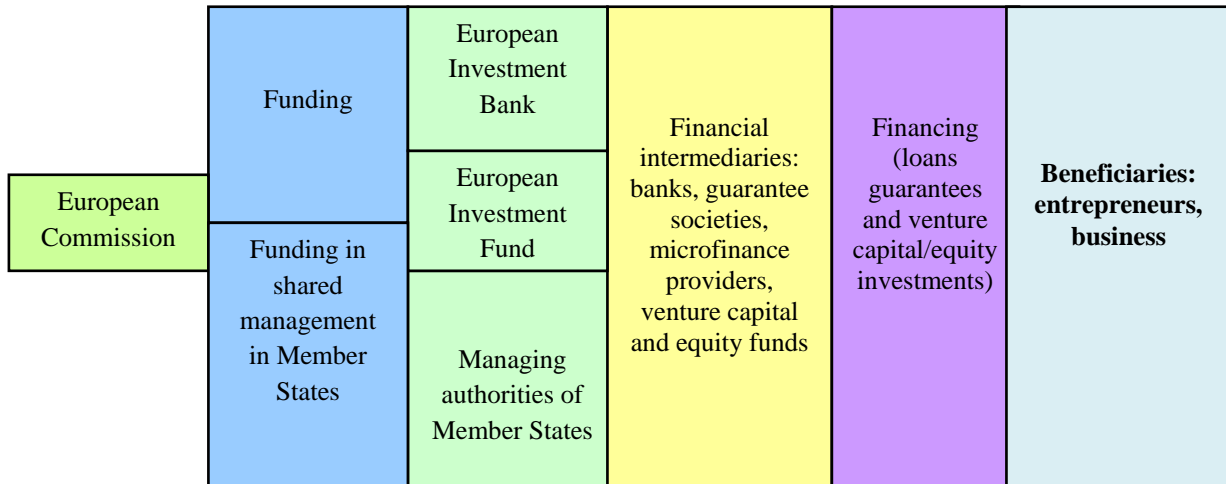 European
Commission
Funding
Funding in
shared
management
in Member
States
European
Investment
Bank
European
Investment
Fund
Managing
authorities of
Member States
Financial
intermediaries:
banks, guarantee
societies,
microfinance
providers,
venture capital
and equity funds
Financing
(loans
guarantees
and venture
capital/equity
investments)
Beneficiaries:
entrepreneurs,
business